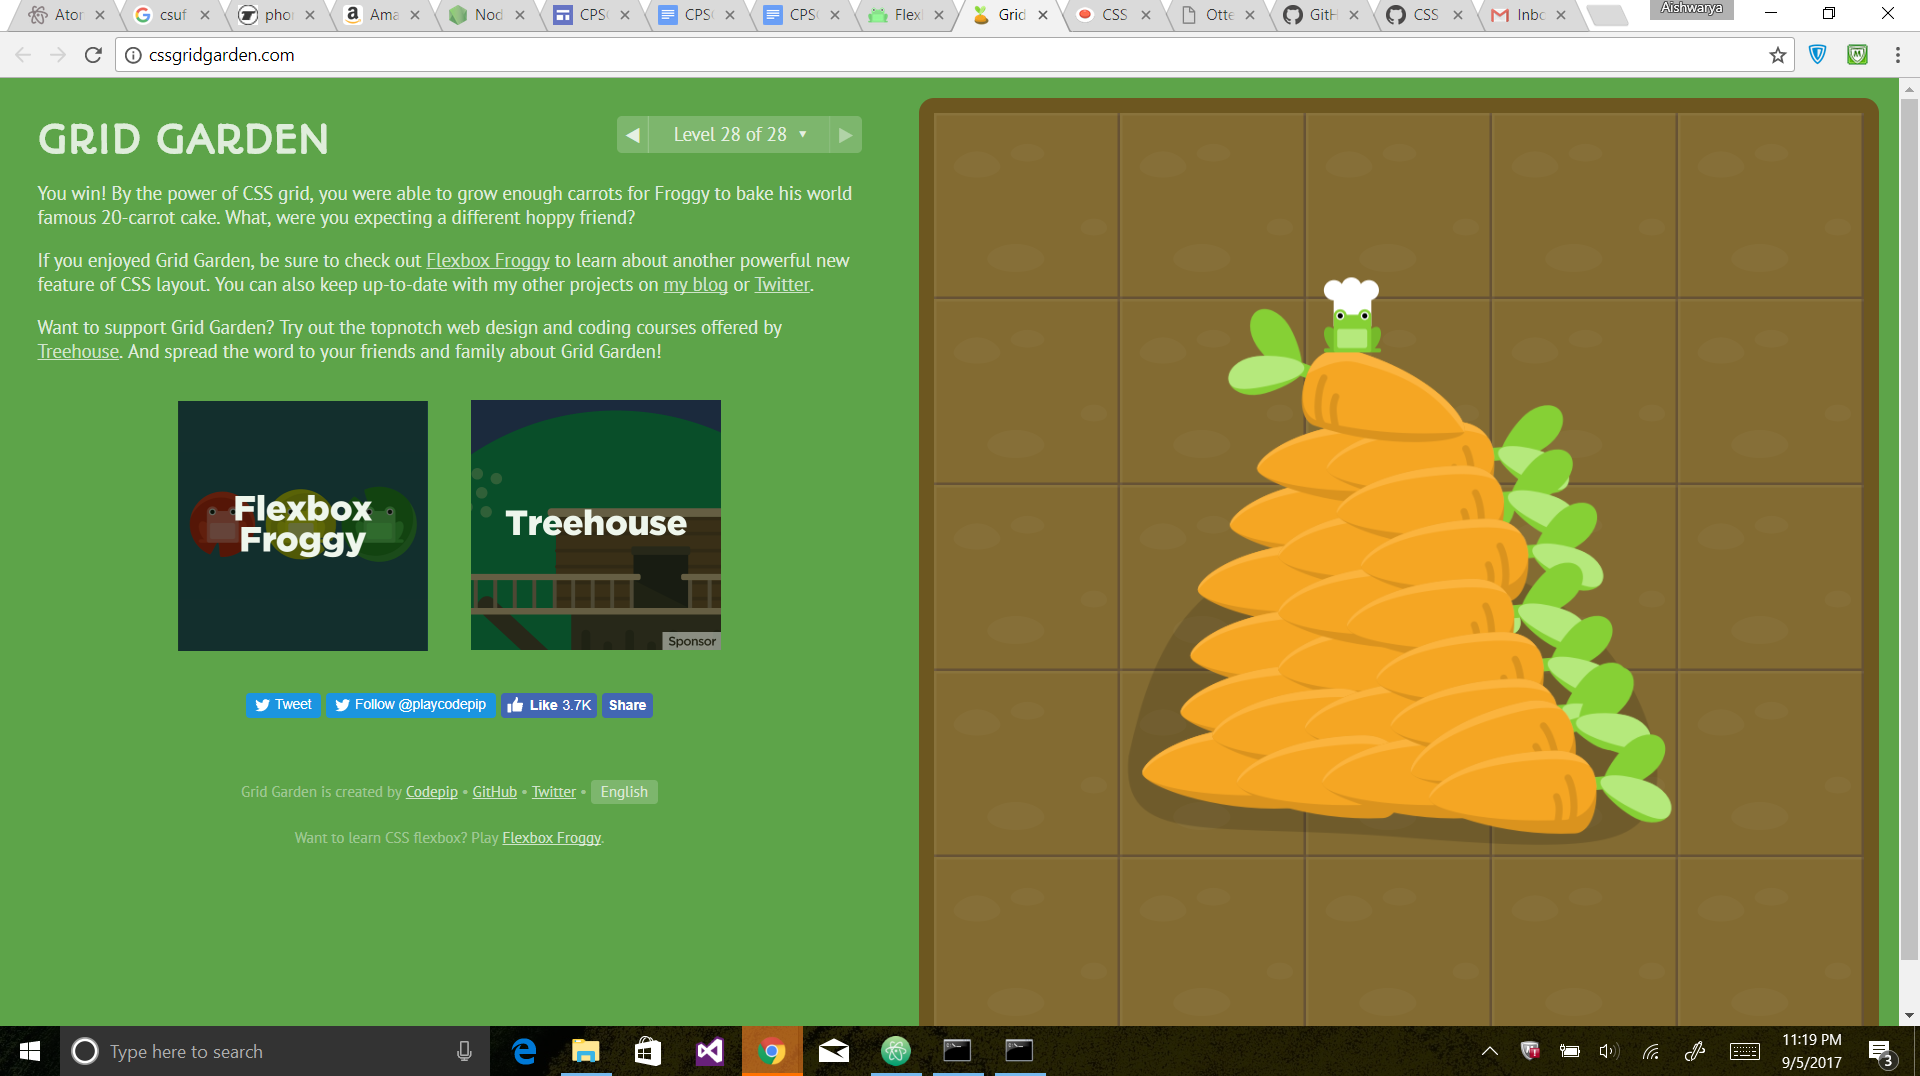 Ator
csuf
phor
Ama
Nod
CPSC
CPSC
CPSC
Flex
Grid
CSS
Otte
GitH
CSS
Inbo
Aishwarya
cssgridgarden.com
GRID GARDEN
Level 28 of 28
You win! By the power of CSS grid, you were able to grow enough carrots for Froggy to bake his world
famous 20-carrot cake. What, were you expecting a different hoppy friend?
If you enjoyed Grid Garden, be sure to check out Flexbox Froggy to learn about another powerful new
feature of CSS layout. You can also keep up-to-date with my other projects on my blog or Twitter.
Want to support Grid Garden? Try out the topnotch web design and coding courses offered by
Treehouse. And spread the word to your friends and family about Grid Garden!
Flexbox
Froggy
Treehouse
Sponsor
Tweet
Follow @playcodepip
Like 3.7K
Share
Grid Garden is created by Codepip • GitHub • Twitter • English
Want to learn CSS flexbox? Play Flexbox Froggy.
Type here to search
11:19 PM
9/5/2017
3